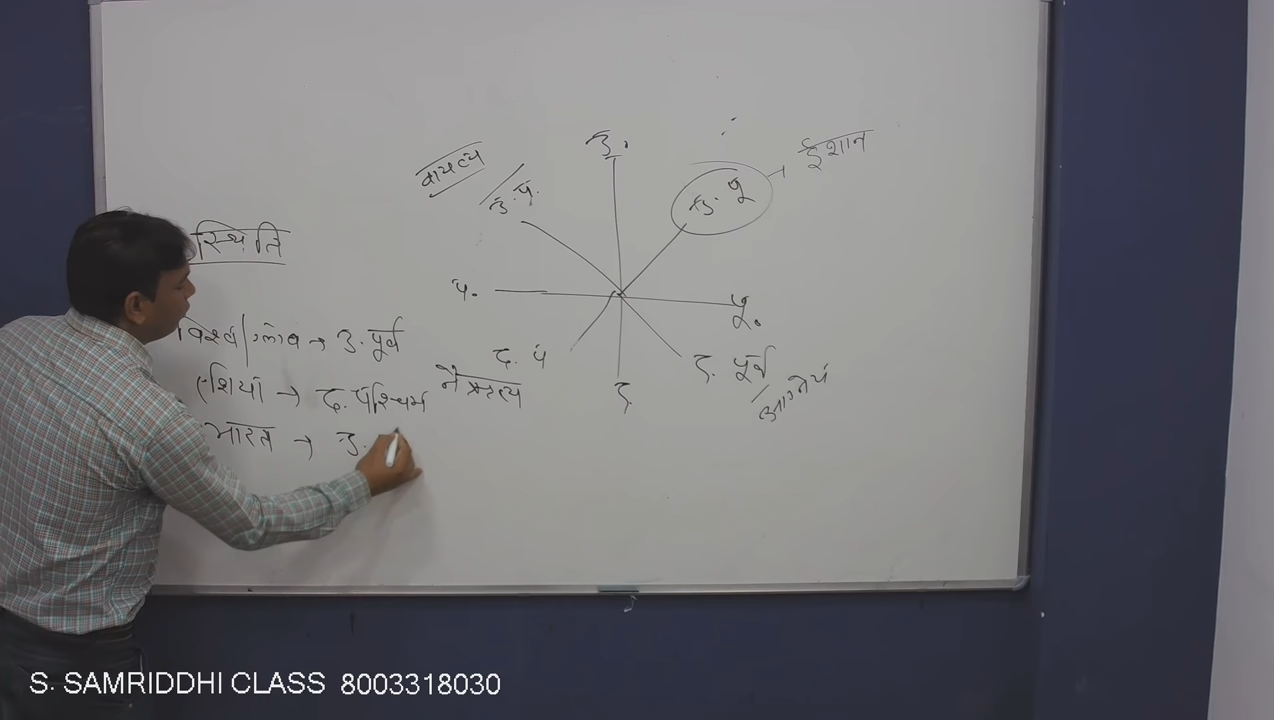 स्थिति
विश्व/ग्लोब → उ. पूर्व
एशिया → द. पश्चिम
भारत → उ.
उ.
वायव्य
उ. प.
उ. पू
→ ईशान
प.
पू.
द. प
नैऋत्य
द.
द. पूर्व
आग्नेय
S. SAMRIDDHI CLASS 8003318030